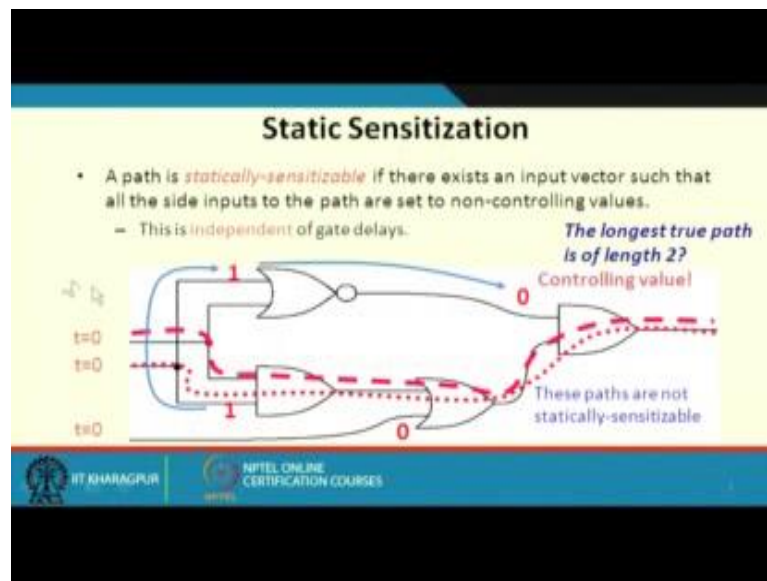 Static Sensitization
• A path is statically-sensitizable if there exists an input vector such that
all the side inputs to the path are set to non-controlling values.
– This is independent of gate delays.
The longest true path
is of length 2?
Controlling value!
1
0
t=0
t=0
1
0
t=0
These paths are not
statically-sensitizable
IIT KHARAGPUR
NPTEL ONLINE
CERTIFICATION COURSES
NPTEL